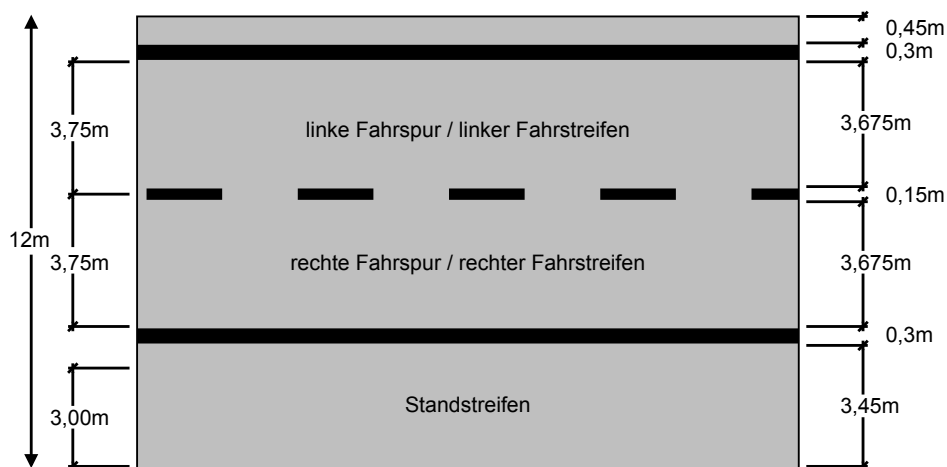 0,45m
0,3m
3,75m
linke Fahrspur / linker Fahrstreifen
3,675m
0,15m
12m
3,75m
rechte Fahrspur / rechter Fahrstreifen
3,675m
0,3m
3,00m
Standstreifen
3,45m